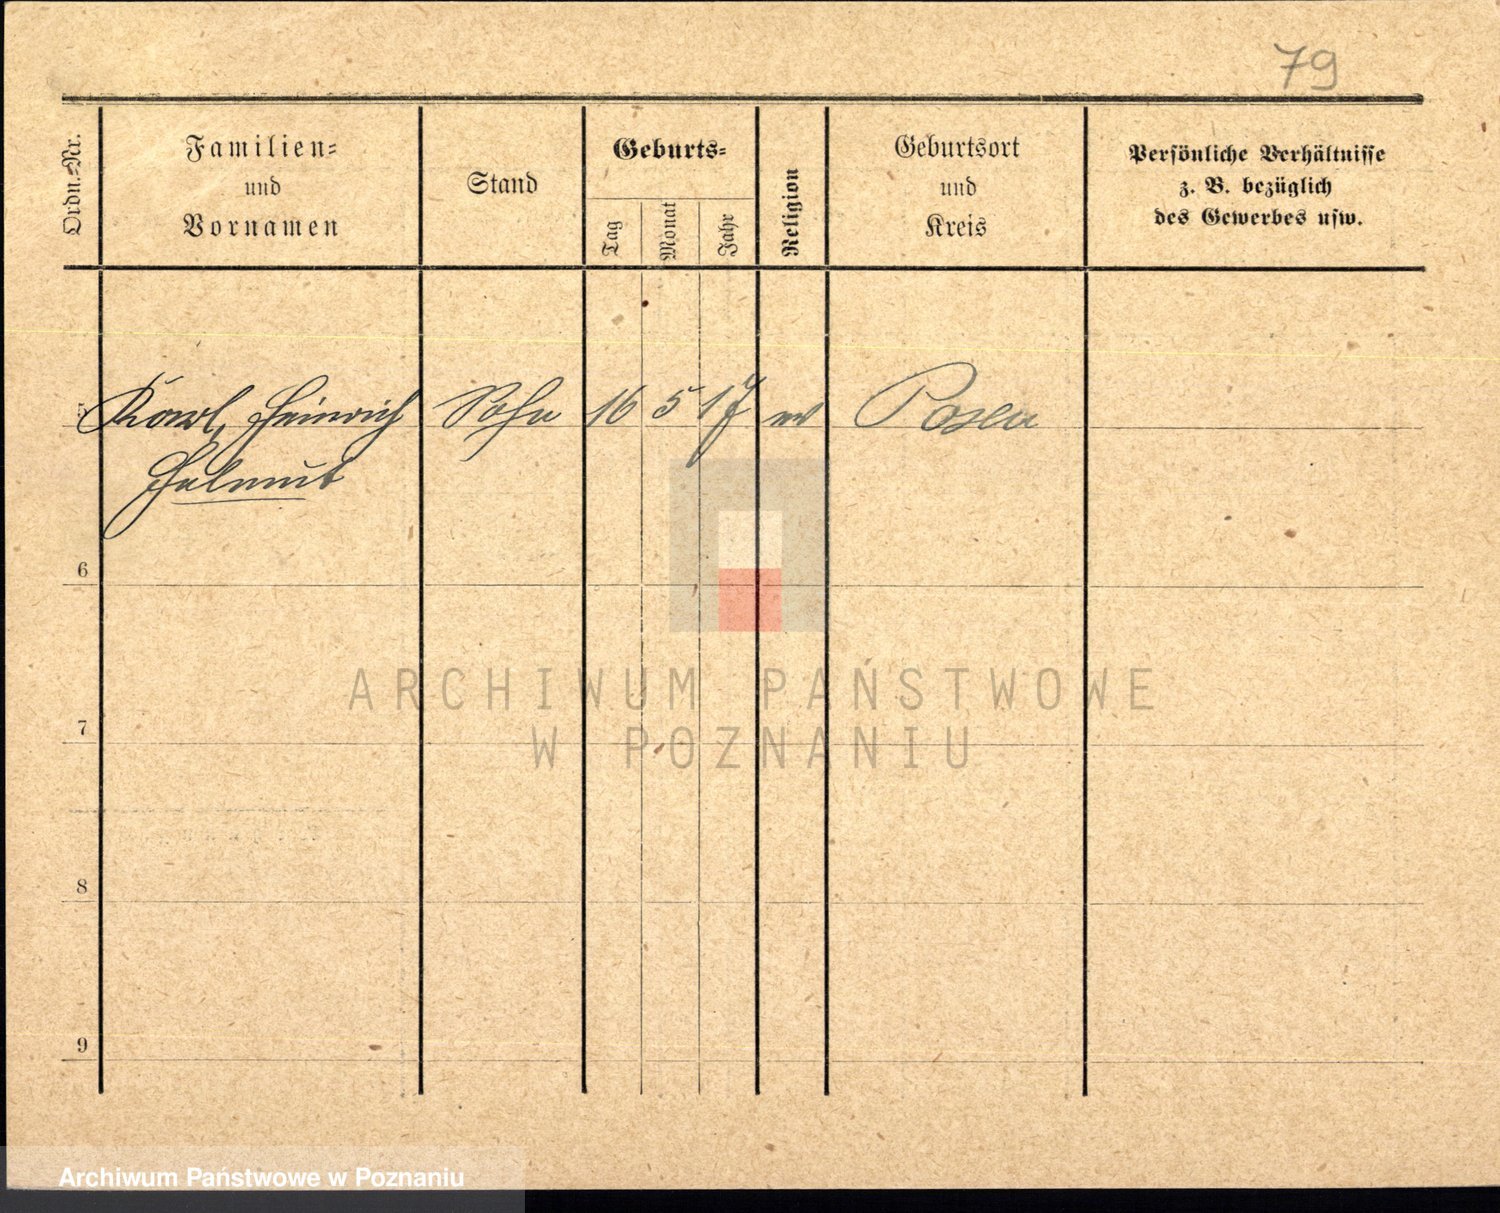 79
Ordn.-Nr.
Familien-
und
Vornamen
Stand
Geburts-
Tag
Monat
Jahr
Religion
Geburtsort
und
Kreis
Persönliche Verhältnisse
z. B. bezüglich
des Gewerbes usw.
5 Karl, Heinrich Sohn 16 5 17 Posen
Helmut
6
ARCHIWUM PAŃSTWOWE
7
W POZNANIU
8
9
Archiwum Państwowe w Poznaniu